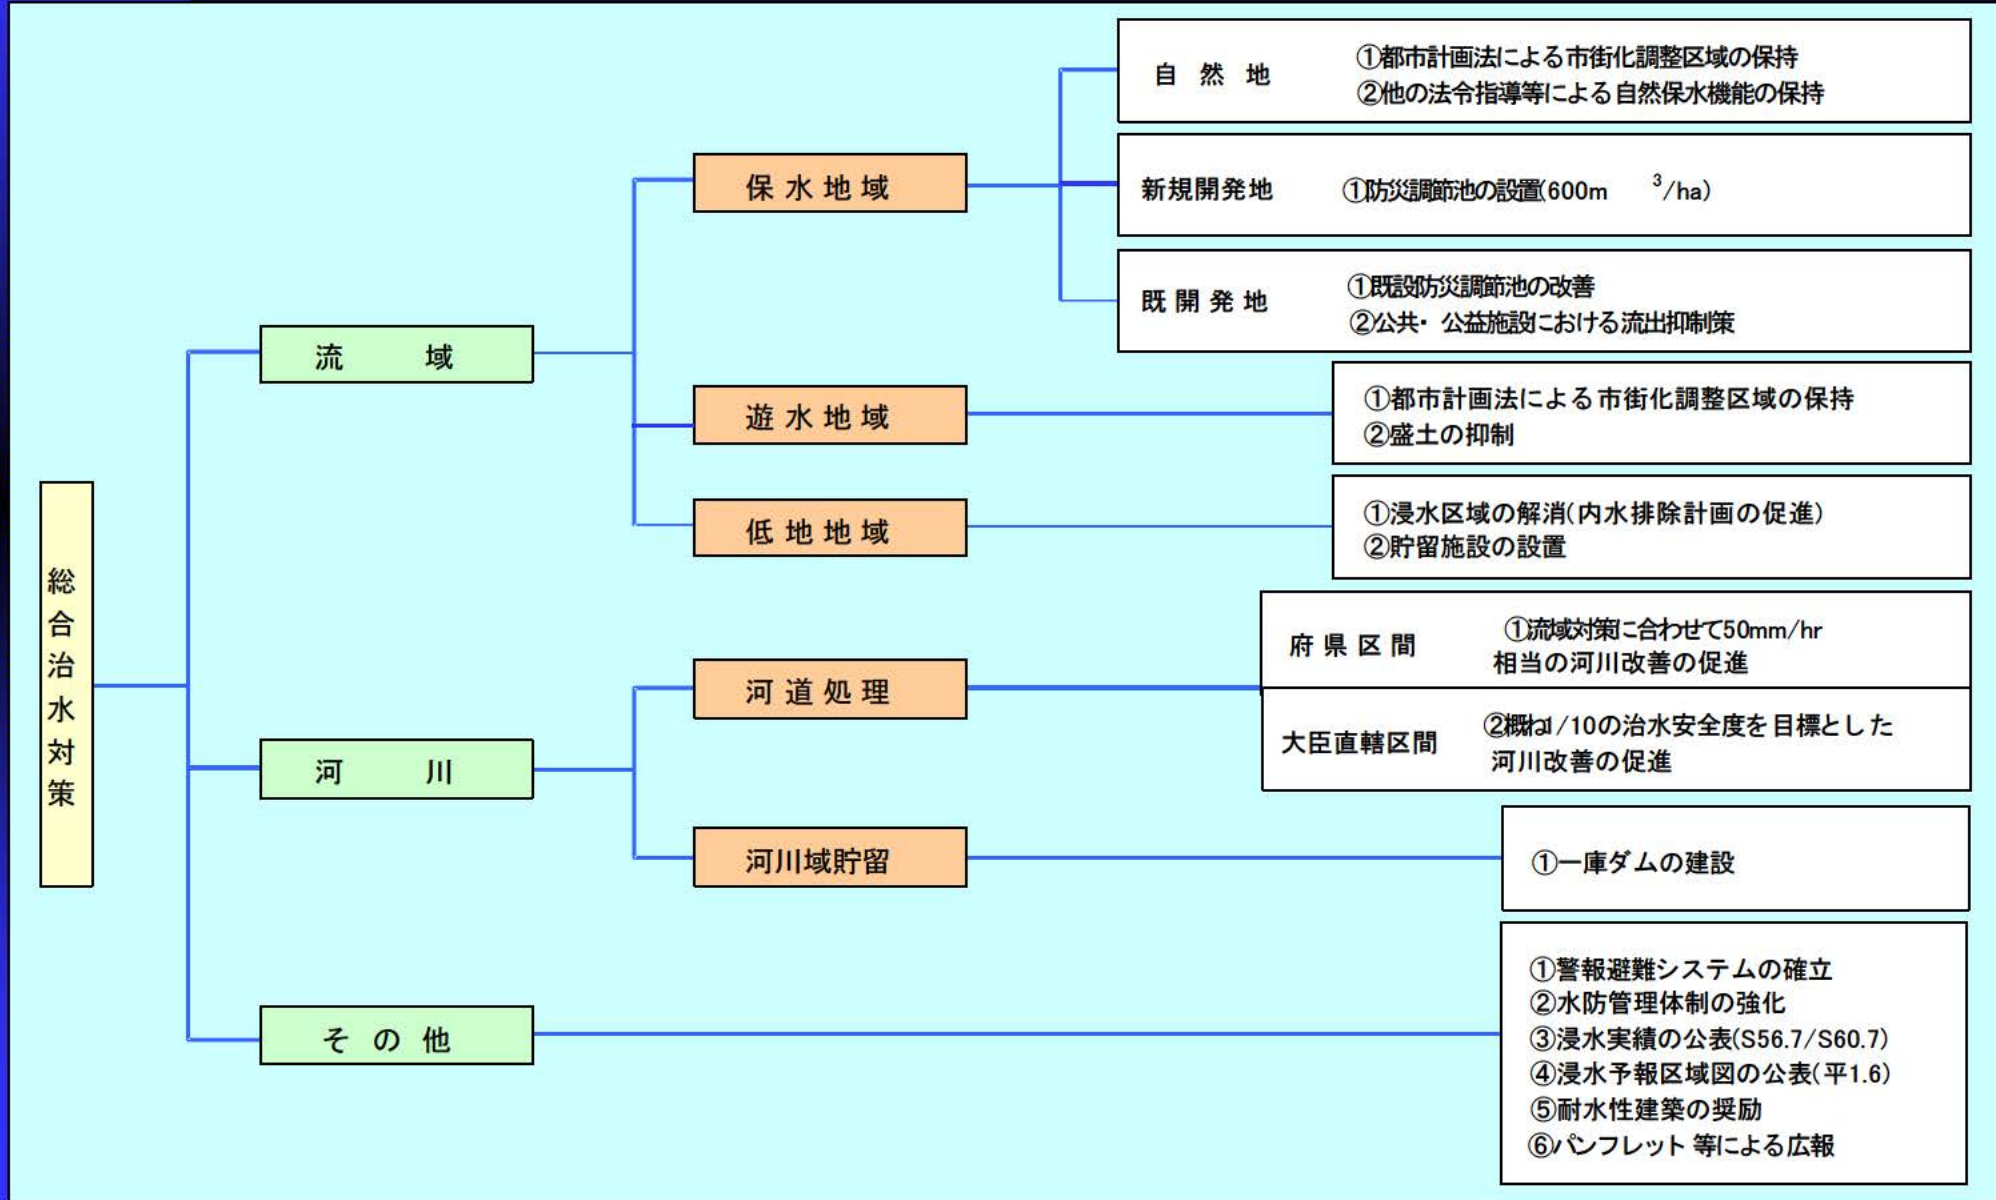 総合治水対策
流域
保水地域
自然地
①都市計画法による市街化調整区域の保持
②他の法令指導等による自然保水機能の保持
新規開発地
①防災調節池の設置(600m3/ha)
既開発地
①既設防災調節池の改善
②公共・公益施設における流出抑制策
遊水地域
①都市計画法による市街化調整区域の保持
②盛土の抑制
低地地域
①浸水区域の解消(内水排除計画の促進)
②貯留施設の設置
河川
河道処理
府県区間
①流域対策に合わせて50mm/hr
相当の河川改善の促進
大臣直轄区間
②概ね1/10の治水安全度を目標とした
河川改善の促進
河川域貯留
①一庫ダムの建設
その他
①警報避難システムの確立
②水防管理体制の強化
③浸水実績の公表(S56.7/S60.7)
④浸水予報区域図の公表(平1.6)
⑤耐水性建築の奨励
⑥パンフレット等による広報